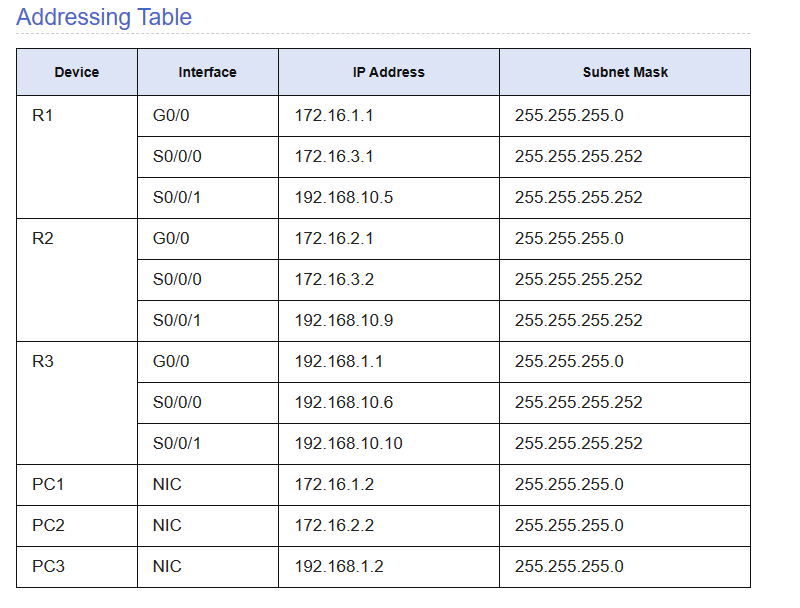 Addressing Table
Device Interface IP Address Subnet Mask
R1 G0/0 172.16.1.1 255.255.255.0
S0/0/0 172.16.3.1 255.255.255.252
S0/0/1 192.168.10.5 255.255.255.252
R2 G0/0 172.16.2.1 255.255.255.0
S0/0/0 172.16.3.2 255.255.255.252
S0/0/1 192.168.10.9 255.255.255.252
R3 G0/0 192.168.1.1 255.255.255.0
S0/0/0 192.168.10.6 255.255.255.252
S0/0/1 192.168.10.10 255.255.255.252
PC1 NIC 172.16.1.2 255.255.255.0
PC2 NIC 172.16.2.2 255.255.255.0
PC3 NIC 192.168.1.2 255.255.255.0